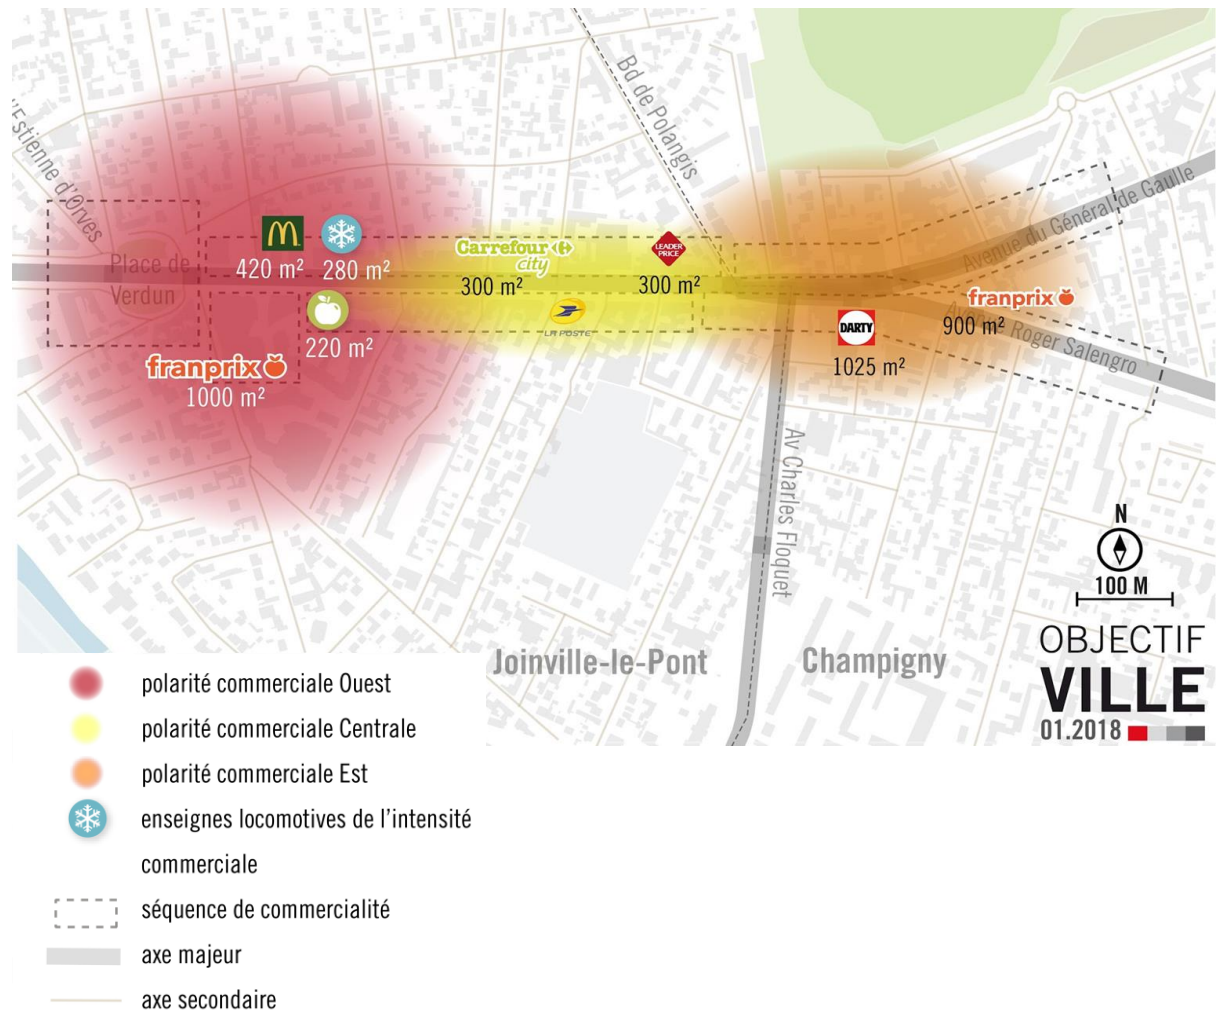 Bd de Polangis
'Estienne d'Orves
Avenue du Général de Gaulle
Carrefour
city
LEADER
PRICE
420 m²
280 m²
Place de
Verdun
300 m²
300 m²
franprix
900 m²
DARTY
Roger Salengro
LA POSTE
220 m²
franprix
1000 m²
1025 m²
Av Charles Floquet
N
100 M
Joinville-le-Pont
Champigny
OBJECTIF
VILLE
01.2018
polarité commerciale Ouest
polarité commerciale Centrale
polarité commerciale Est
enseignes locomotives de l'intensité
commerciale
séquence de commercialité
axe majeur
axe secondaire